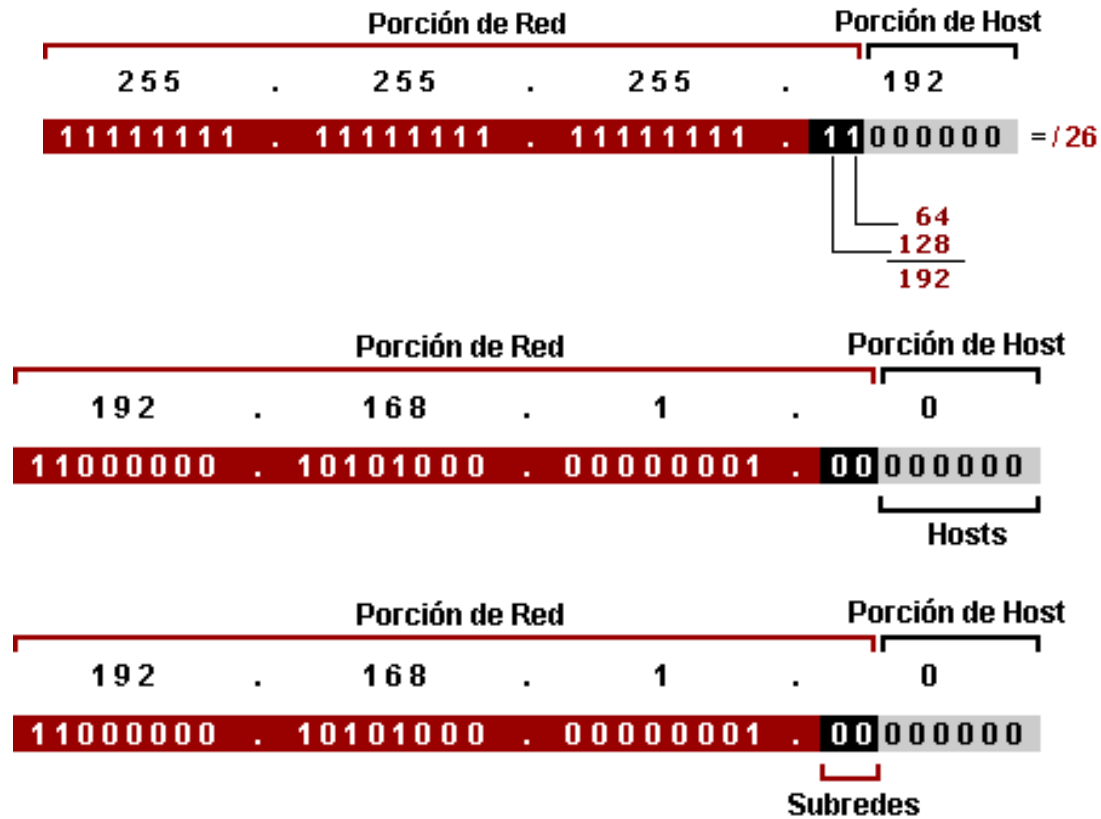 Porción de Red Porción de Host
255 . 255 . 255 . 192
11111111 . 11111111 . 11111111 . 11000000 =/26
64
128
192
Porción de Red Porción de Host
192 . 168 . 1 . 0
11000000 . 10101000 . 00000001 . 00000000
Hosts
Porción de Red Porción de Host
192 . 168 . 1 . 0
11000000 . 10101000 . 00000001 . 00000000
Subredes